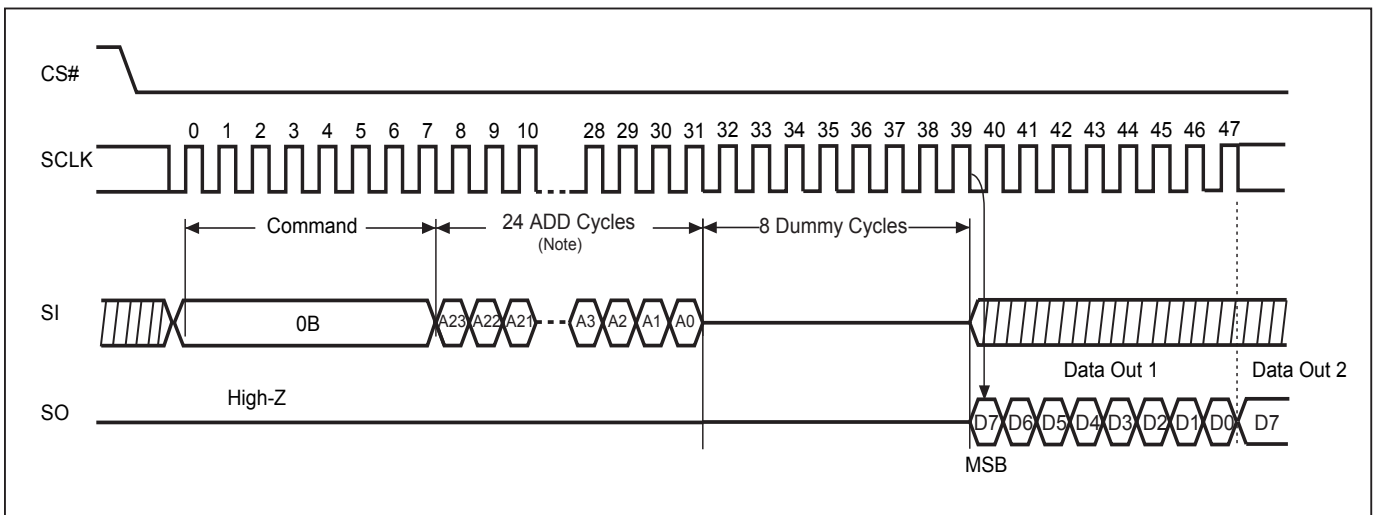 CS#
0 1 2 3 4 5 6 7 8 9 10 28 29 30 31 32 33 34 35 36 37 38 39 40 41 42 43 44 45 46 47
SCLK
Command 24 ADD Cycles 8 Dummy Cycles
(Note)
SI 0B A23 A22 A21 A3 A2 A1 A0
Data Out 1 Data Out 2
High-Z
SO D7 D6 D5 D4 D3 D2 D1 D0 D7
MSB